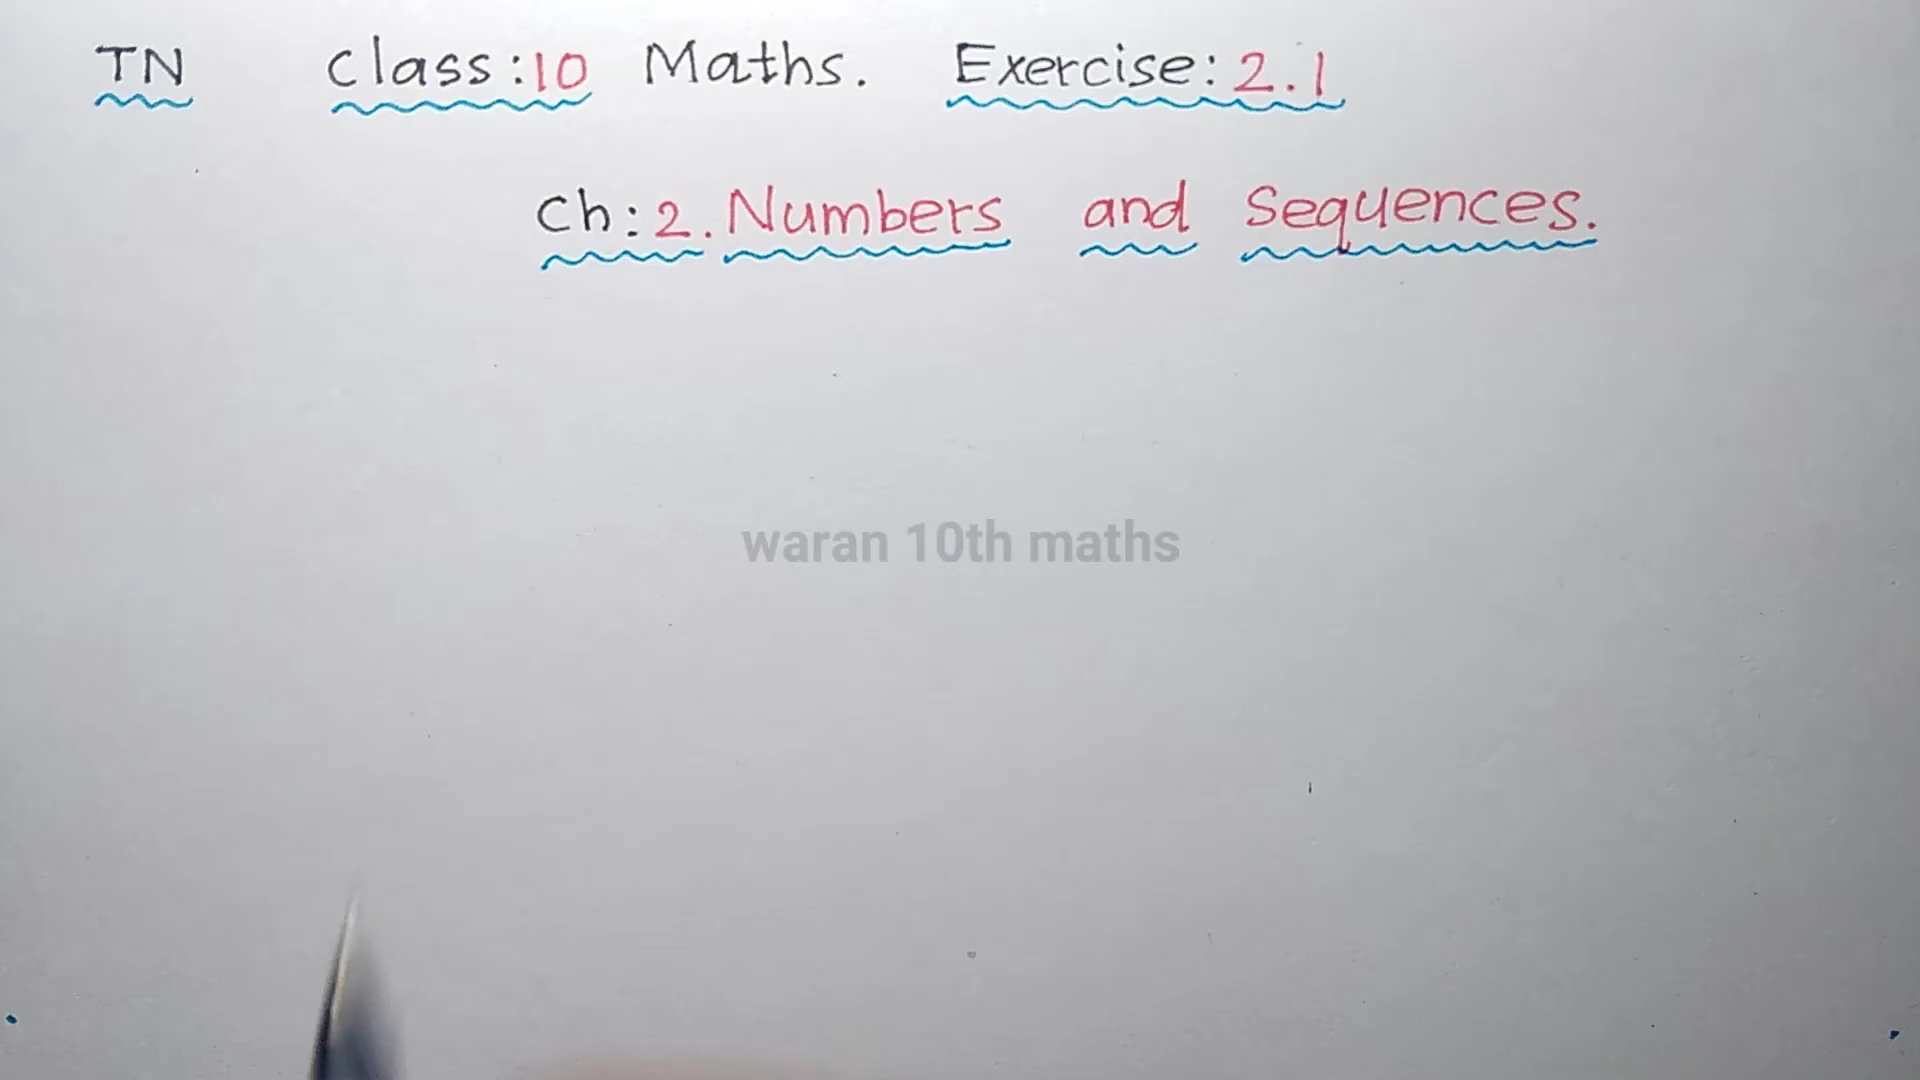 TN class:10 Maths. Exercise: 2.1
Ch: 2. Numbers and Sequences.
waran 10th maths